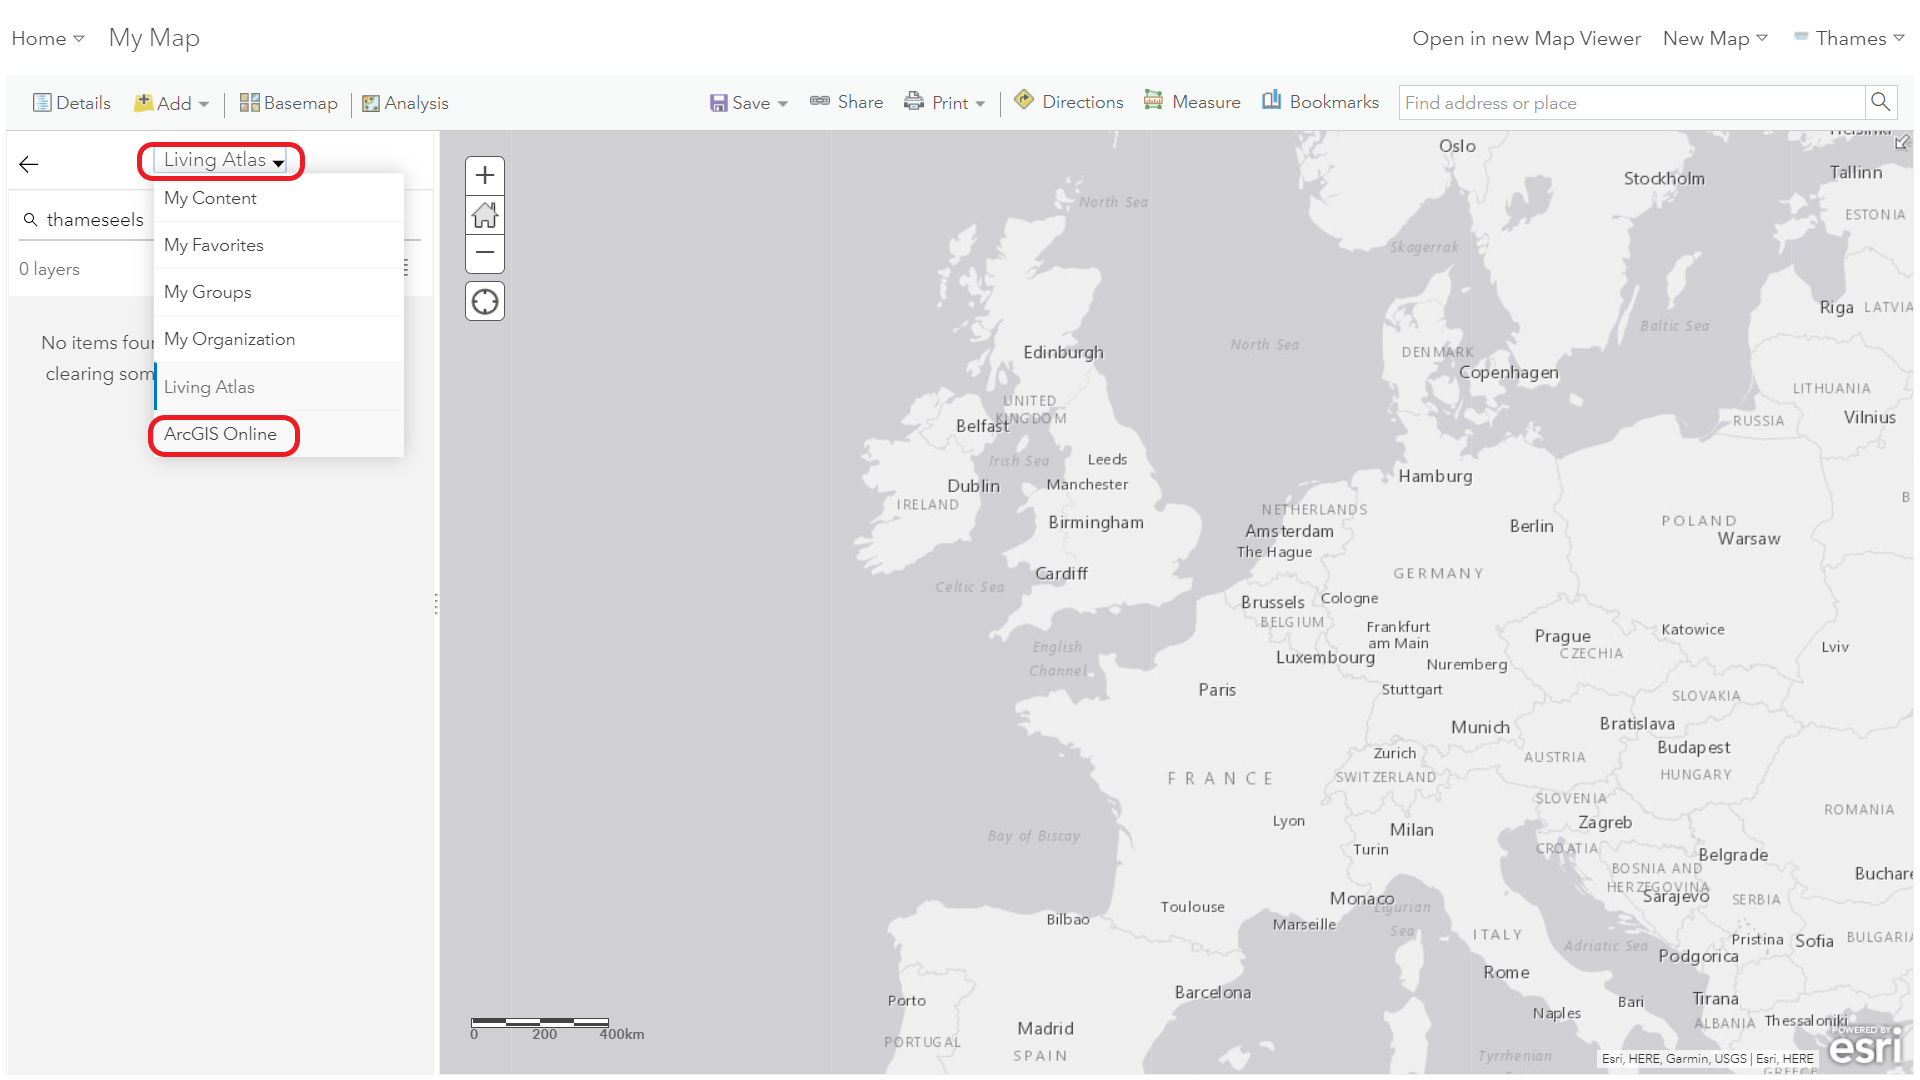 Home My Map Open in new Map Viewer New Map Thames
Details Add Basemap Analysis Save Share Print Directions Measure Bookmarks Find address or place
Living Atlas
My Content
thameseels
My Favorites
0 layers
My Groups
My Organization
No items fou
clearing som
Living Atlas
ArcGIS Online
Oslo
Stockholm
Tallinn
North Sea
ESTONIA
Skagerrak
Riga LATVIA
Baltic Sea
North Sea
Edinburgh
DENMARK
Copenhagen
LITHUANIA
UNITED
KINGDOM
Belfast
RUSSIA
Vilnius
Irish Sea
Leeds
Manchester
Hamburg
Dublin
IRELAND
Birmingham
NETHERLANDS
Amsterdam
The Hague
Berlin
POLAND
Warsaw
Cardiff
GERMANY
Celtic Sea
Brussels
Cologne
BELGIUM
Frankfurt
am Main
Prague
CZECHIA
Katowice
Lviv
English
Channel
Luxembourg
Nuremberg
Paris
Stuttgart
SLOVAKIA
Munich
Bratislava
Budapest
Zurich
AUSTRIA
HUNGARY
FRANCE
SWITZERLAND
SLOVENIA
Zagreb
ROMANIA
Lyon
Milan
Turin
CROATIA
Belgrade
Bay of Biscay
BOSNIA AND
HERZEGOVINA
Sarajevo
SERBIA
Monaco
Ligurian
Sea
Toulouse
Marseille
Bilbao
ITALY
Adriatic Sea
Pristina
Sofia
Podgorica
Rome
Barcelona
Porto
Bari
Tirana
Naples
ALBANIA
Thessaloniki
Madrid
PORTUGAL
SPAIN
Tyrrhenian
GREECE
0 200 400km
Esri, HERE, Garmin, USGS | Esri, HERE
POWERED BY
esri